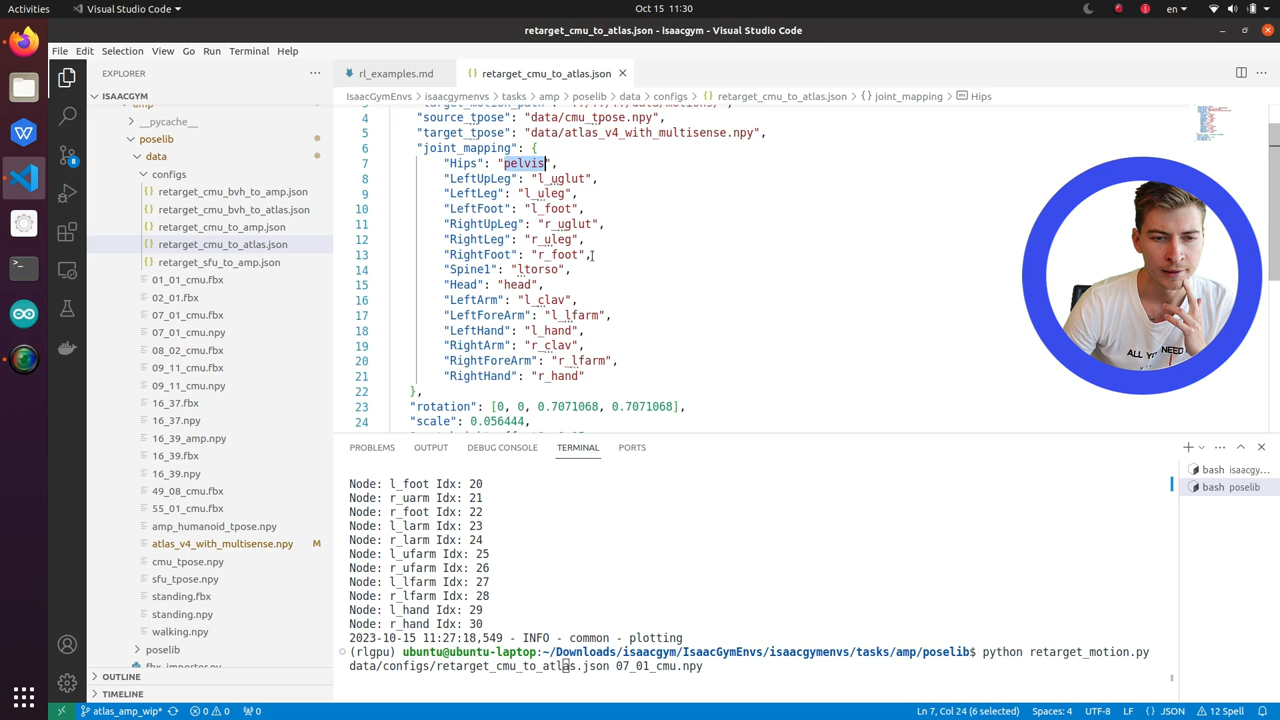 Activities
Visual Studio Code
Oct 15 11:30
en
retarget_cmu_to_atlas.json - isaacgym - Visual Studio Code
File Edit Selection View Go Run Terminal Help
EXPLORER
rl_examples.md
retarget_cmu_to_atlas.json
ISAACGYM
IsaacGymEnvs > isaacgymenvs > tasks > amp > poselib > data > configs > retarget_cmu_to_atlas.json > {} joint_mapping > Hips
__pycache__
poselib
data
configs
retarget_cmu_bvh_to_amp.json
retarget_cmu_bvh_to_atlas.json
retarget_cmu_to_amp.json
retarget_cmu_to_atlas.json
retarget_sfu_to_amp.json
01_01_cmu.fbx
02_01.fbx
07_01_cmu.fbx
07_01_cmu.npy
08_02_cmu.fbx
09_11_cmu.fbx
09_11_cmu.npy
16_37.fbx
16_37.npy
16_39_amp.npy
16_39.fbx
16_39.npy
49_08_cmu.fbx
55_01_cmu.fbx
amp_humanoid_tpose.npy
atlas_v4_with_multisense.npy M
cmu_tpose.npy
sfu_tpose.npy
standing.fbx
standing.npy
walking.npy
poselib
fbx_importer.py
OUTLINE
TIMELINE
4 "source_tpose": "data/cmu_tpose.npy",
5 "target_tpose": "data/atlas_v4_with_multisense.npy",
6 "joint_mapping": {
7 "Hips": "pelvis",
8 "LeftUpLeg": "l_uglut",
9 "LeftLeg": "l_uleg",
10 "LeftFoot": "l_foot",
11 "RightUpLeg": "r_uglut",
12 "RightLeg": "r_uleg",
13 "RightFoot": "r_foot",
14 "Spine1": "ltorso",
15 "Head": "head",
16 "LeftArm": "l_clav",
17 "LeftForeArm": "l_lfarm",
18 "LeftHand": "l_hand",
19 "RightArm": "r_clav",
20 "RightForeArm": "r_lfarm",
21 "RightHand": "r_hand"
22 },
23 "rotation": [0, 0, 0.7071068, 0.7071068],
24 "scale": 0.056444,
ALL YOU NEED
PROBLEMS OUTPUT DEBUG CONSOLE TERMINAL PORTS
bash isaacgy...
bash poselib
Node: l_foot Idx: 20
Node: r_uarm Idx: 21
Node: r_foot Idx: 22
Node: l_larm Idx: 23
Node: r_larm Idx: 24
Node: l_ufarm Idx: 25
Node: r_ufarm Idx: 26
Node: l_lfarm Idx: 27
Node: r_lfarm Idx: 28
Node: l_hand Idx: 29
Node: r_hand Idx: 30
2023-10-15 11:27:18,549 - INFO - common - plotting
(rlgpu) ubuntu@ubuntu-laptop:~/Downloads/isaacgym/IsaacGymEnvs/isaacgymenvs/tasks/amp/poselib$ python retarget_motion.py
data/configs/retarget_cmu_to_atlas.json 07_01_cmu.npy
8
atlas_amp_wip* 0 0 0 Ln 7, Col 24 (6 selected) Spaces: 4 UTF-8 LF {} JSON 12 Spell